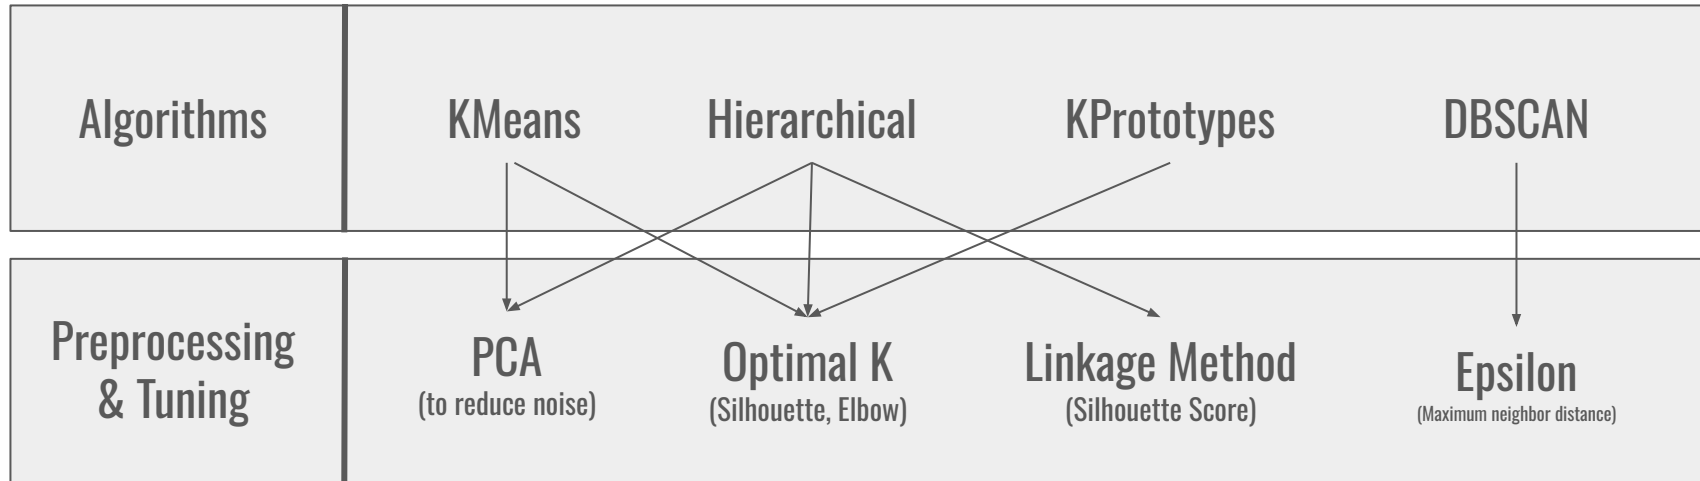 Algorithms
KMeans
Hierarchical
KPrototypes
DBSCAN
Preprocessing
& Tuning
PCA
(to reduce noise)
Optimal K
(Silhouette, Elbow)
Linkage Method
(Silhouette Score)
Epsilon
(Maximum neighbor distance)